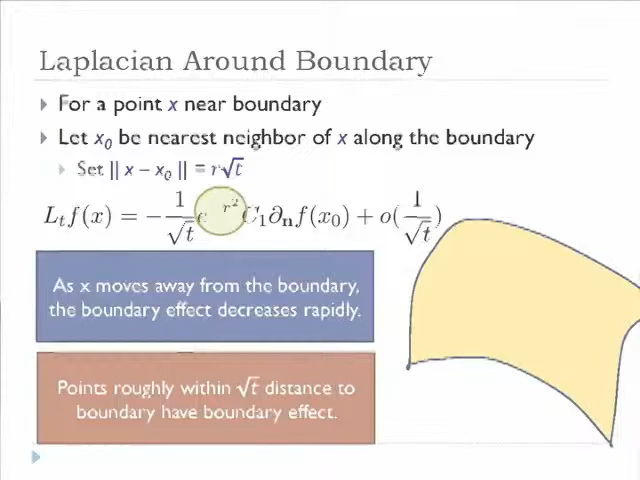 Laplacian Around Boundary
For a point x near boundary
Let x₀ be nearest neighbor of x along the boundary
Set || x – x₀ || = r√t
L_t f(x) = −1/√t e^{−r²} C₁∂_n f(x₀) + o(1/√t)
As x moves away from the boundary,
the boundary effect decreases rapidly.
Points roughly within √t distance to
boundary have boundary effect.